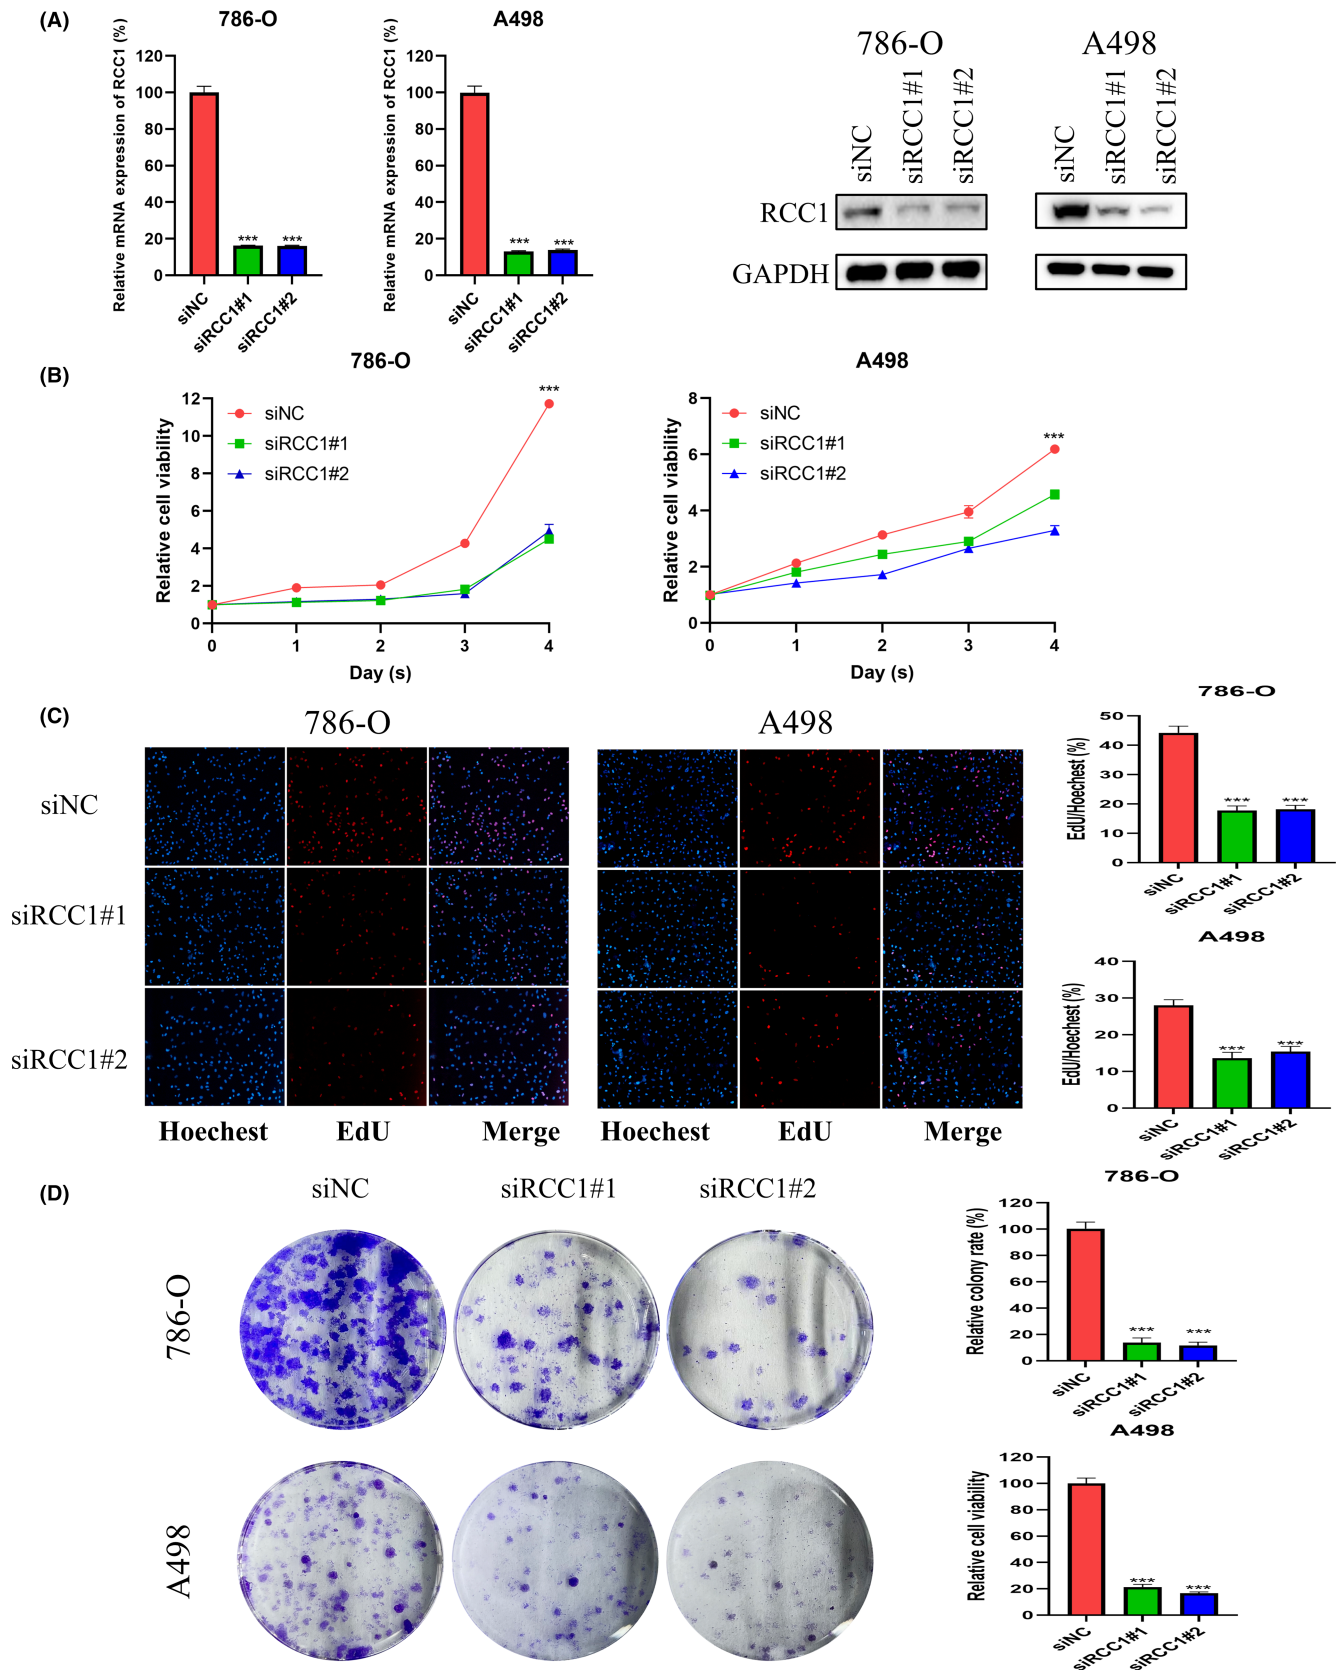 (A)
786-O
Relative mRNA expression of RCC1 (%)
120
100
80
60
40
20
0
***
***
siNC
siRCC1#1
siRCC1#2
A498
Relative mRNA expression of RCC1 (%)
120
100
80
60
40
20
0
***
***
siNC
siRCC1#1
siRCC1#2
786-O
A498
siNC
siRCC1#1
siRCC1#2
siNC
siRCC1#1
siRCC1#2
RCC1
GAPDH
(B)
786-O
Relative cell viability
12
10
8
6
4
2
0
siNC
siRCC1#1
siRCC1#2
***
0 1 2 3 4
Day (s)
A498
Relative cell viability
8
6
4
2
0
siNC
siRCC1#1
siRCC1#2
***
0 1 2 3 4
Day (s)
(C)
786-O
A498
siNC
siRCC1#1
siRCC1#2
Hoechest EdU Merge Hoechest EdU Merge
786-O
EdU/Hoechest (%)
50
40
30
20
10
0
***
***
siNC
siRCC1#1
siRCC1#2
A498
EdU/Hoechest (%)
40
30
20
10
0
***
***
siNC
siRCC1#1
siRCC1#2
(D)
siNC siRCC1#1 siRCC1#2
786-O
A498
786-O
Relative colony rate (%)
120
100
80
60
40
20
0
***
***
siNC
siRCC1#1
siRCC1#2
A498
Relative cell viability
120
100
80
60
40
20
0
***
***
siNC
siRCC1#1
siRCC1#2